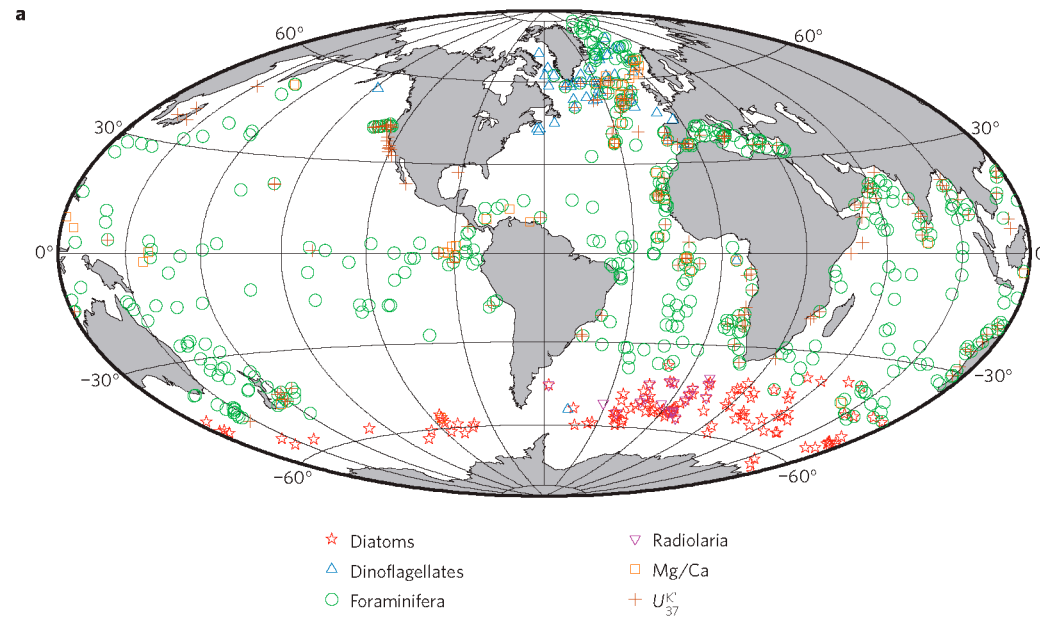 a
60°
60°
30°
30°
0°
0
−30°
−30°
−60°
−60°
Diatoms
Radiolaria
Dinoflagellates
Mg/Ca
Foraminifera
U37K'